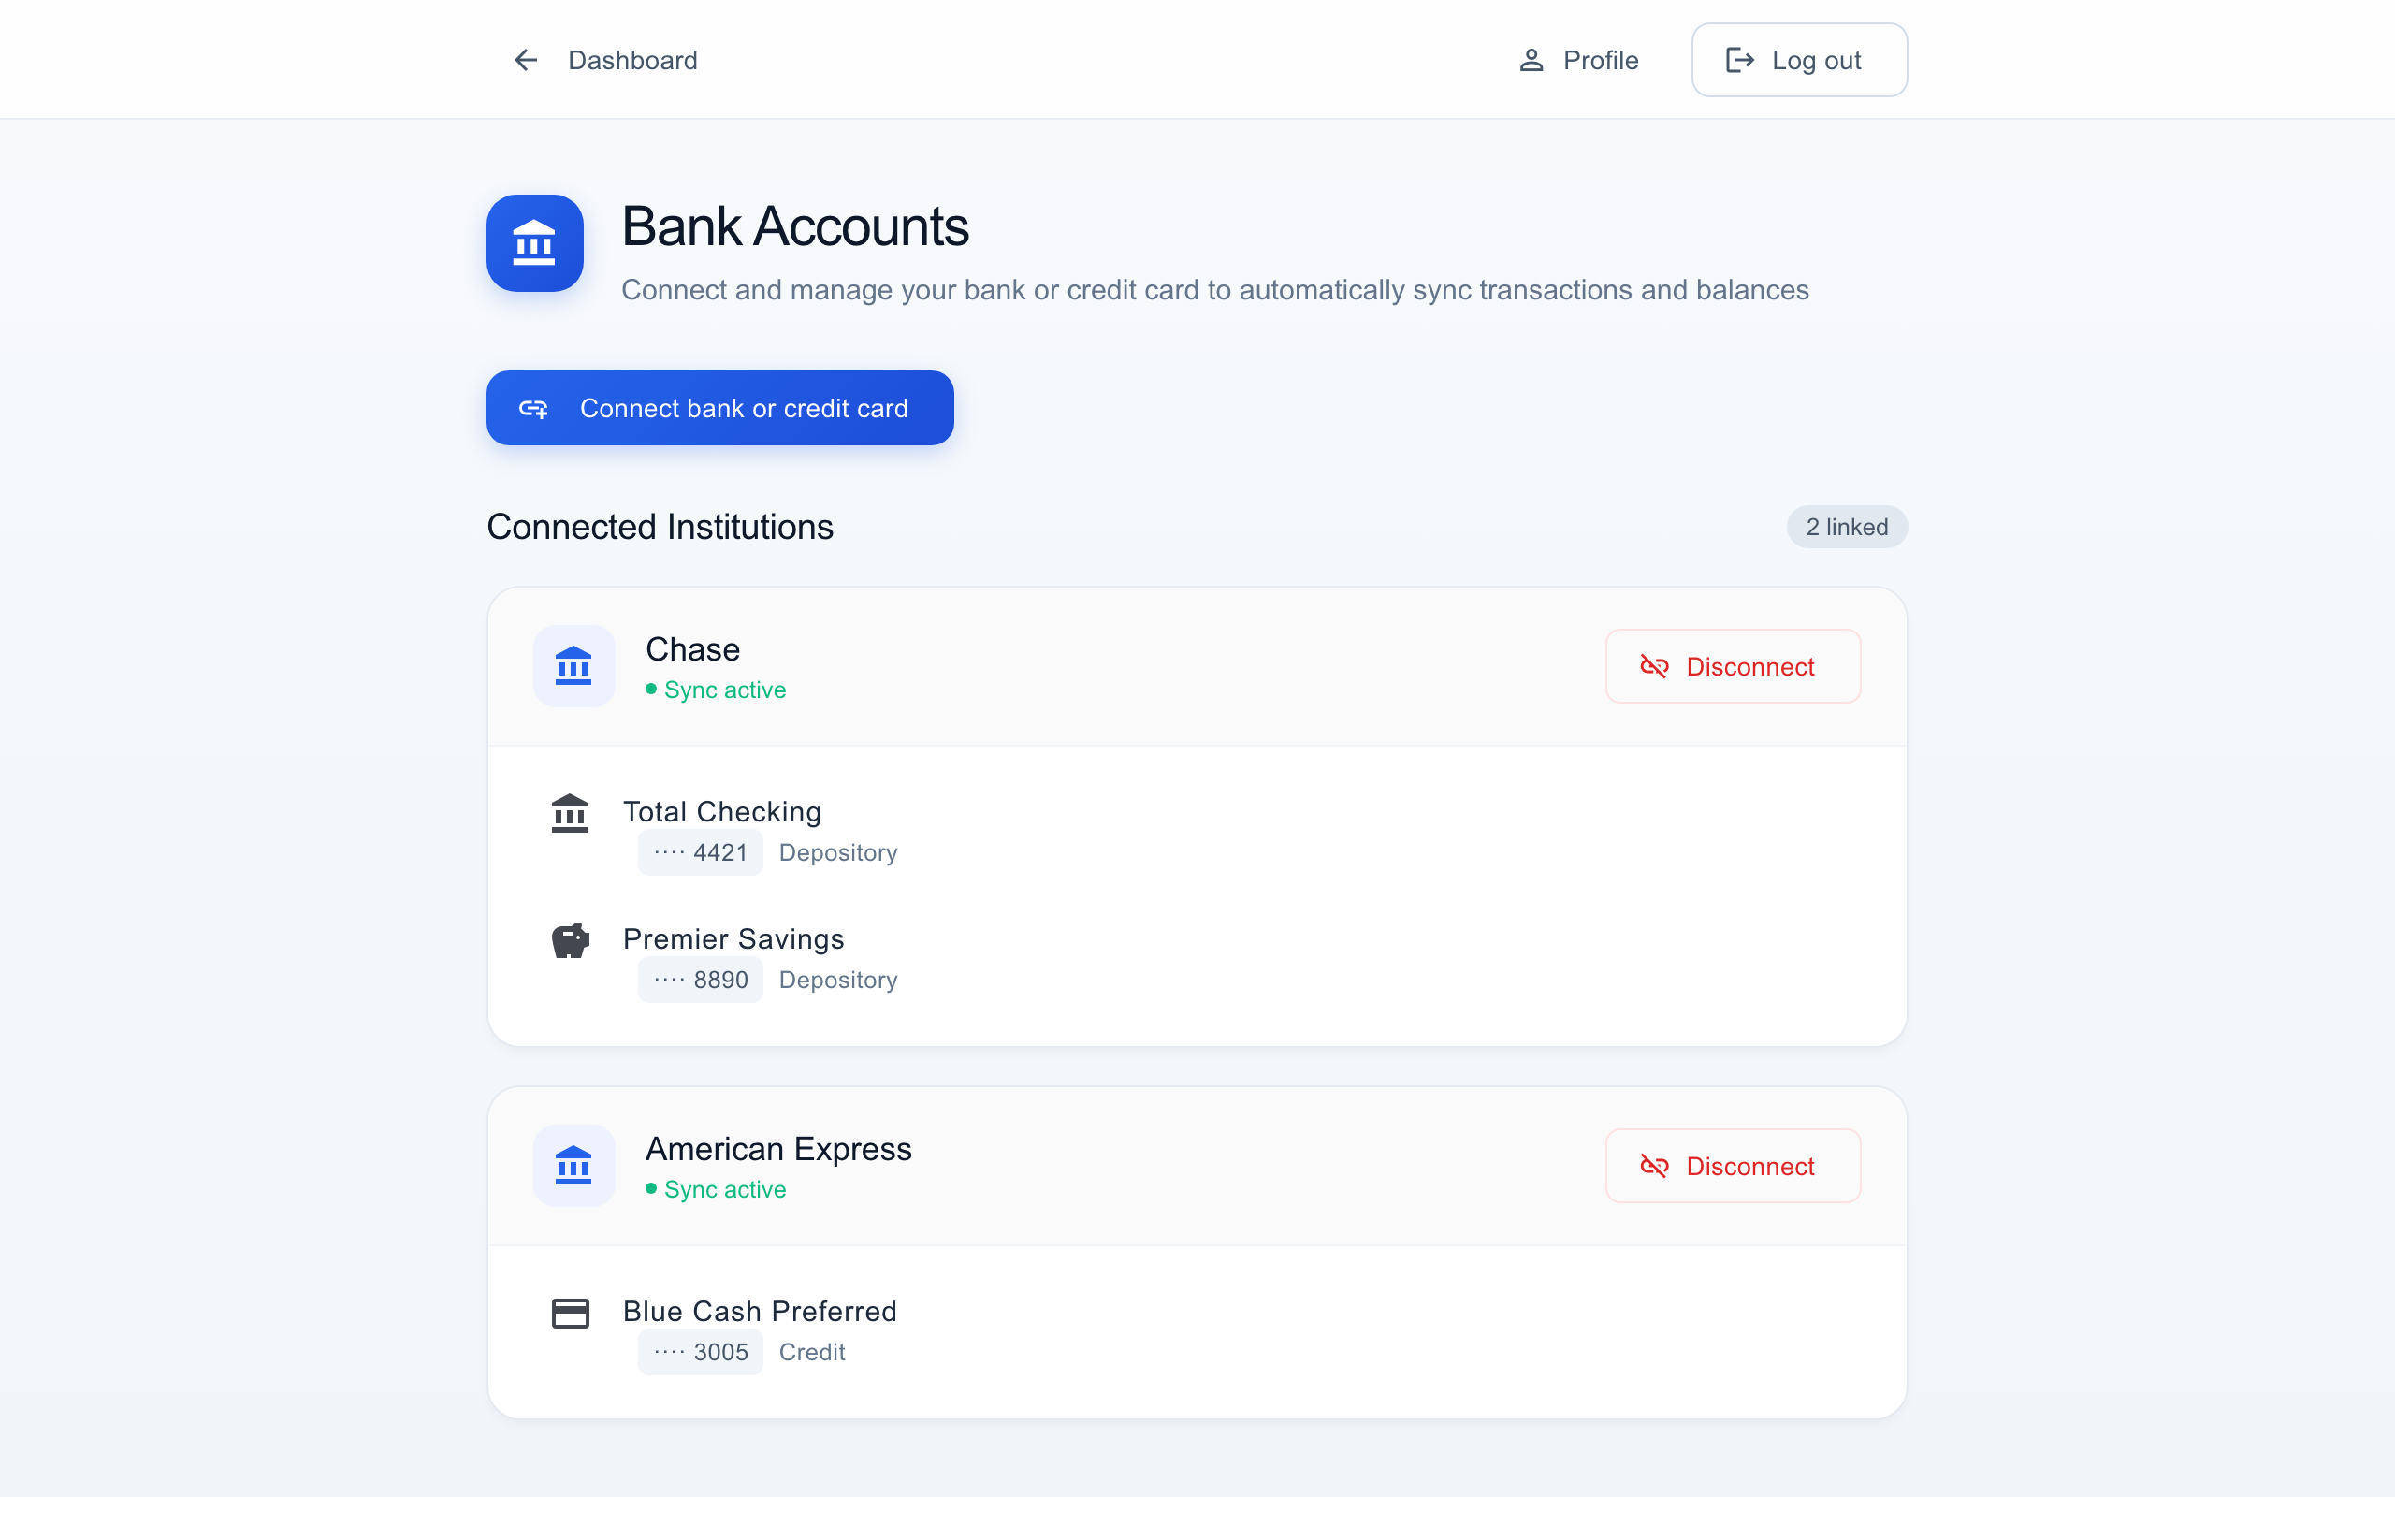 Dashboard
Profile
Log out
Bank Accounts
Connect and manage your bank or credit card to automatically sync transactions and balances
Connect bank or credit card
Connected Institutions
2 linked
Chase
Sync active
Disconnect
Total Checking
···· 4421 Depository
Premier Savings
···· 8890 Depository
American Express
Sync active
Disconnect
Blue Cash Preferred
···· 3005 Credit